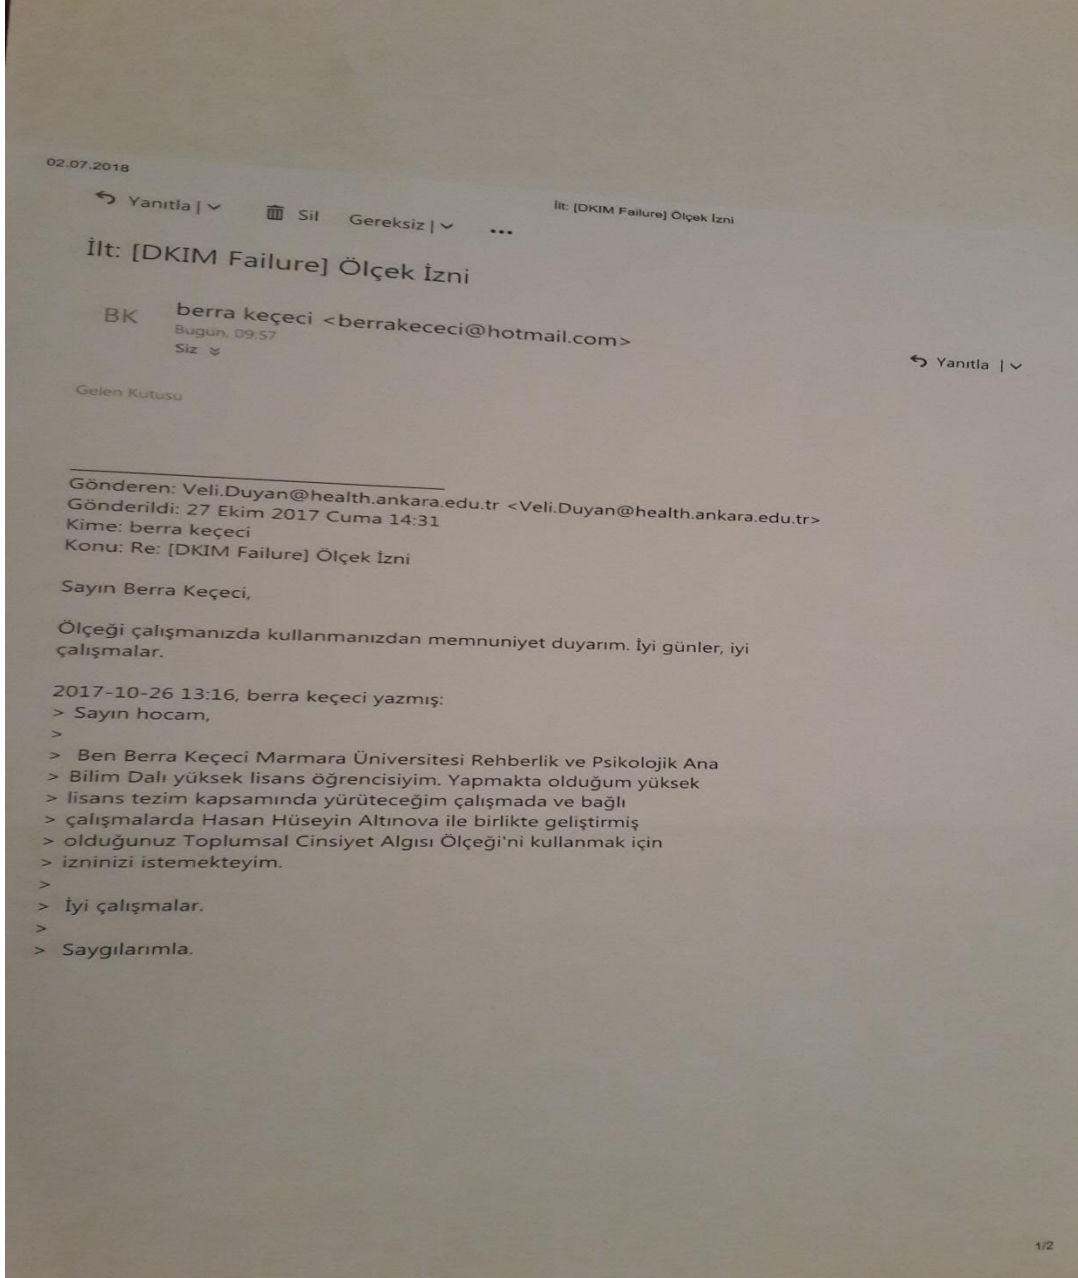 02.07.2018
İlt: [DKIM Failure] Ölçek İzni
Yanıtla | Sil Gereksiz | ...
İlt: [DKIM Failure] Ölçek İzni
BK
berra keçeci <berrakececi@hotmail.com>
Bugün, 09:57
Siz
Yanıtla |
Gelen Kutusu
Gönderen: Veli.Duyan@health.ankara.edu.tr <Veli.Duyan@health.ankara.edu.tr>
Gönderildi: 27 Ekim 2017 Cuma 14:31
Kime: berra keçeci
Konu: Re: [DKIM Failure] Ölçek İzni
Sayın Berra Keçeci,
Ölçeği çalışmanızda kullanmanızdan memnuniyet duyarım. İyi günler, iyi
çalışmalar.
2017-10-26 13:16, berra keçeci yazmış:
> Sayın hocam,
>
> Ben Berra Keçeci Marmara Üniversitesi Rehberlik ve Psikolojik Ana
> Bilim Dalı yüksek lisans öğrencisiyim. Yapmakta olduğum yüksek
> lisans tezim kapsamında yürüteceğim çalışmada ve bağlı
> çalışmalarda Hasan Hüseyin Altınova ile birlikte geliştirmiş
> olduğunuz Toplumsal Cinsiyet Algısı Ölçeği'ni kullanmak için
> izninizi istemekteyim.
>
> İyi çalışmalar.
>
> Saygılarımla.
1/2